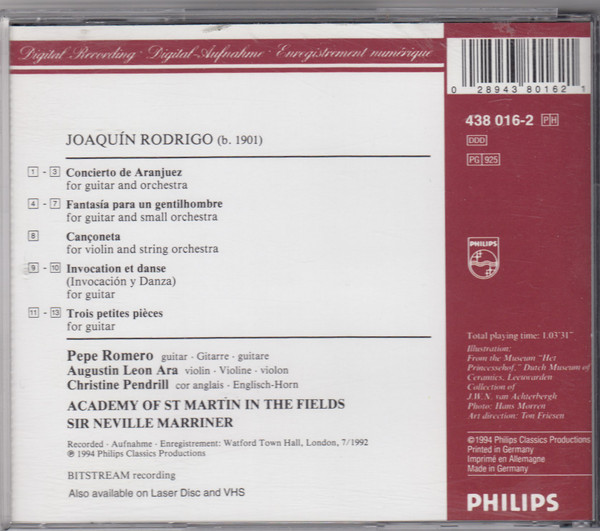 Digital Recording · Digital-Aufnahme · Enregistrement numérique
0 28943 80162 1
438 016-2 PH
DDD
PG 925
JOAQUÍN RODRIGO (b. 1901)
1 - 3 Concierto de Aranjuez
for guitar and orchestra
4 - 7 Fantasía para un gentilhombre
for guitar and small orchestra
8 Cançoneta
for violin and string orchestra
9 - 10 Invocation et danse
(Invocación y Danza)
for guitar
11 - 13 Trois petites pièces
for guitar
Pepe Romero guitar · Gitarre · guitare
Augustin Leon Ara violin · Violine · violon
Christine Pendrill cor anglais · Englisch-Horn
ACADEMY OF ST MARTIN IN THE FIELDS
SIR NEVILLE MARRINER
Recorded · Aufnahme · Enregistrement: Watford Town Hall, London, 7/1992
℗ 1994 Philips Classics Productions
BITSTREAM recording
Also available on Laser Disc and VHS
PHILIPS
Total playing time: 1.03'31"
Illustration:
From the Museum "Het
Princessehof," Dutch Museum of
Ceramics, Leeuwarden
Collection of
J.W.N. van Achterbergh
Photo: Hans Morren
Art direction: Ton Friesen
©1994 Philips Classics Productions
Printed in Germany
Imprimé en Allemagne
Made in Germany
PHILIPS